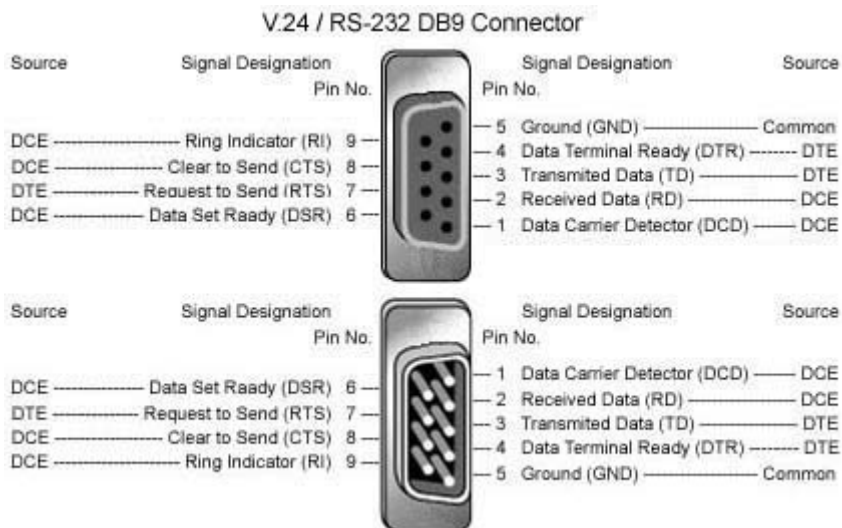 V.24 / RS-232 DB9 Connector
Source Signal Designation Signal Designation Source
Pin No. Pin No.
5 Ground (GND) Common
DCE Ring Indicator (RI) 9
4 Data Terminal Ready (DTR) DTE
DCE Clear to Send (CTS) 8
3 Transmited Data (TD) DTE
DTE Request to Send (RTS) 7
2 Received Data (RD) DCE
DCE Data Set Raady (DSR) 6
1 Data Carrier Detector (DCD) DCE
Source Signal Designation Signal Designation Source
Pin No. Pin No.
1 Data Carrier Detector (DCD) DCE
DCE Data Set Raady (DSR) 6
2 Received Data (RD) DCE
DTE Request to Send (RTS) 7
3 Transmited Data (TD) DTE
DCE Clear to Send (CTS) 8
4 Data Terminal Ready (DTR) DTE
DCE Ring Indicator (RI) 9
5 Ground (GND) Common